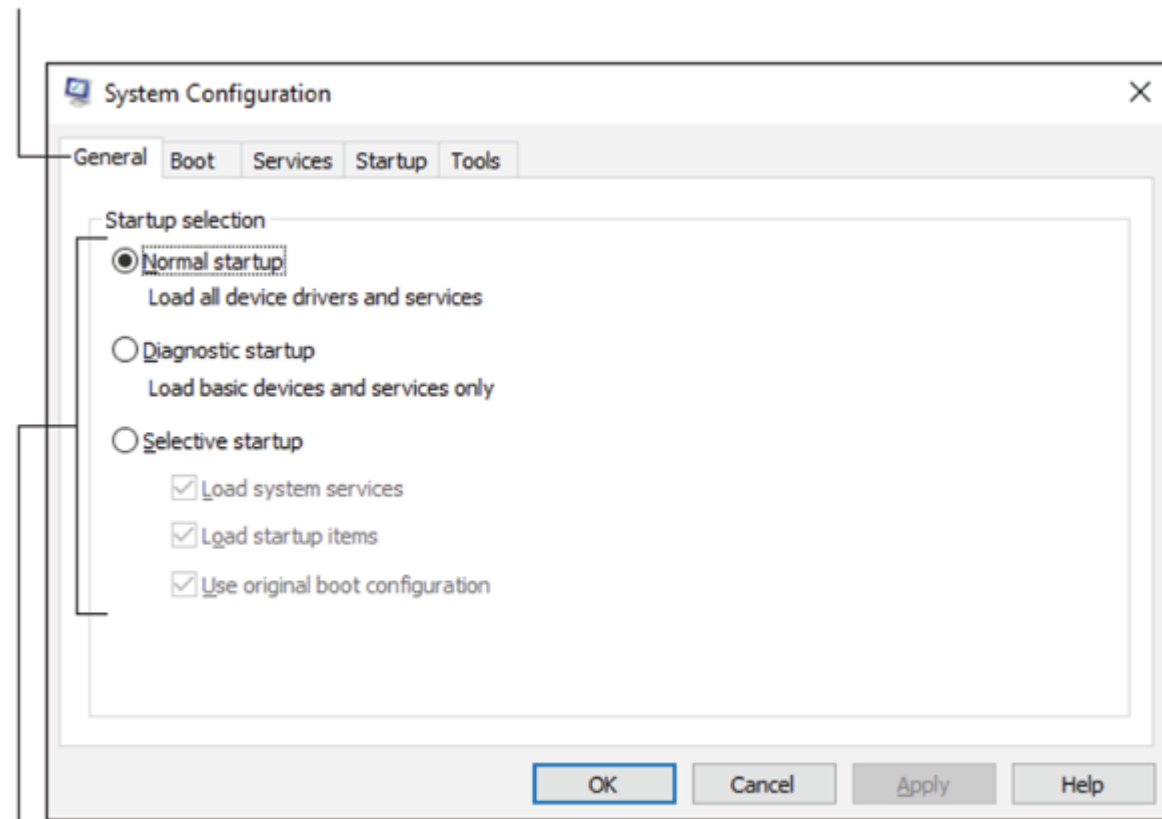 System Configuration
General Boot Services Startup Tools
Startup selection
Normal startup
Load all device drivers and services
Diagnostic startup
Load basic devices and services only
Selective startup
Load system services
Load startup items
Use original boot configuration
OK Cancel Apply Help